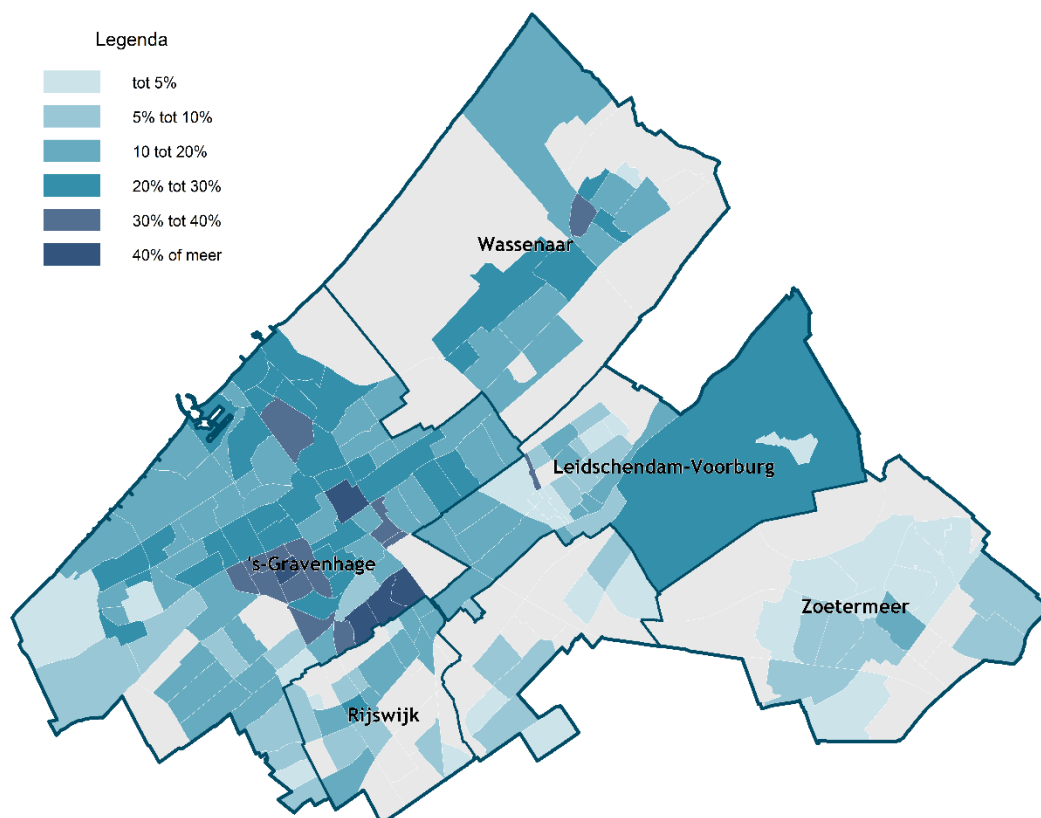 Legenda
tot 5%
5% tot 10%
10 tot 20%
20% tot 30%
30% tot 40%
40% of meer
Wassenaar
Leidschendam-Voorburg
's-Gravenhage
Zoetermeer
Rijswijk